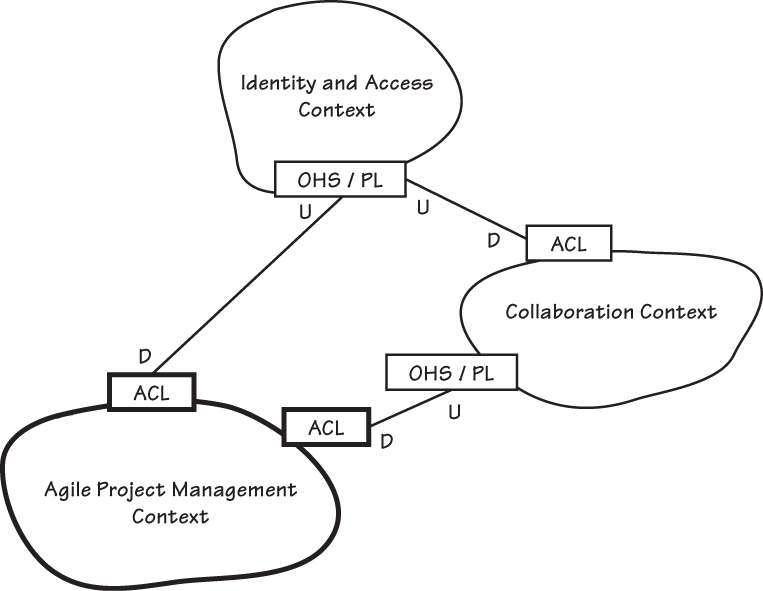 Identity and Access
Context
OHS / PL
U
U
D
ACL
Collaboration Context
D
ACL
OHS / PL
U
ACL
D
Agile Project Management
Context